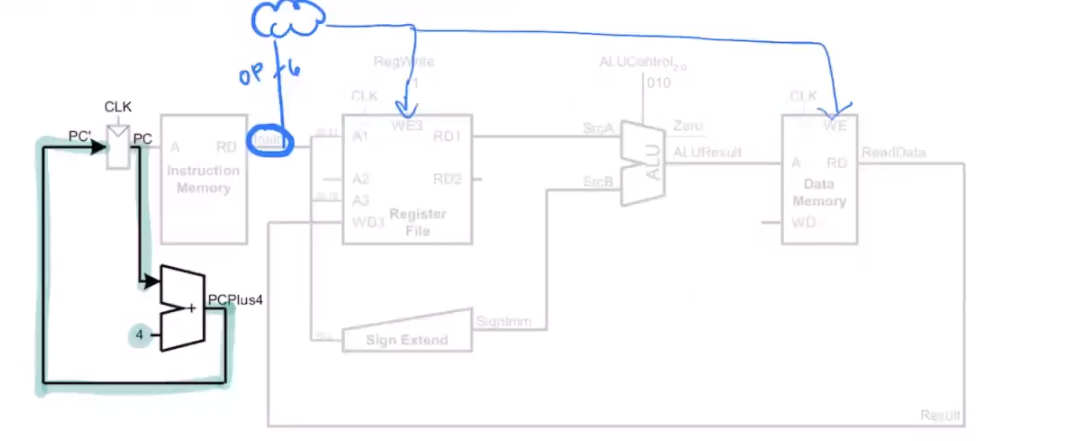 OP 6
RegWrite
1
ALUControl2:0
010
CLK
CLK
CLK
PC'
PC
A
RD
Instr
Instruction
Memory
A1
WE3
RD1
A2
RD2
A3
WD3
Register
File
SrcA
SrcB
ALU
Zero
ALUResult
WE
A
RD
Data
Memory
WD
ReadData
PCPlus4
+
4
Sign Extend
SignImm
Result